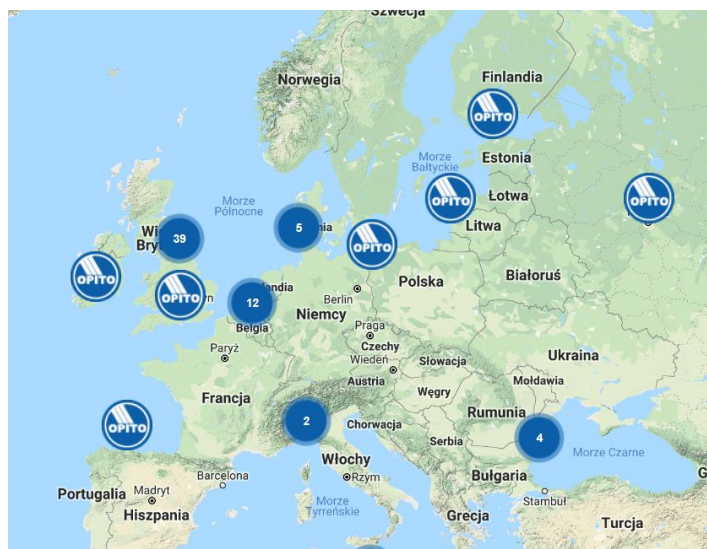 Szwecja
Norwegia
Finlandia
OPITO
Morze
Bałtyckie
Estonia
Morze
Północne
Łotwa
OPITO
OPITO
39
5
OPITO
Litwa
OPITO
OPITO
Białoruś
Polska
12
Berlin
Belgia
Niemcy
Paryż
Praga
Czechy
Wiedeń
Słowacja
Ukraina
Austria
Mołdawia
Francja
Węgry
Rumunia
2
OPITO
Chorwacja
4
Serbia
Morze Czarne
Włochy
Barcelona
Rzym
Bułgaria
Portugalia
Madryt
Stambuł
Hiszpania
Morze
Tyrreńskie
Grecja
Turcja